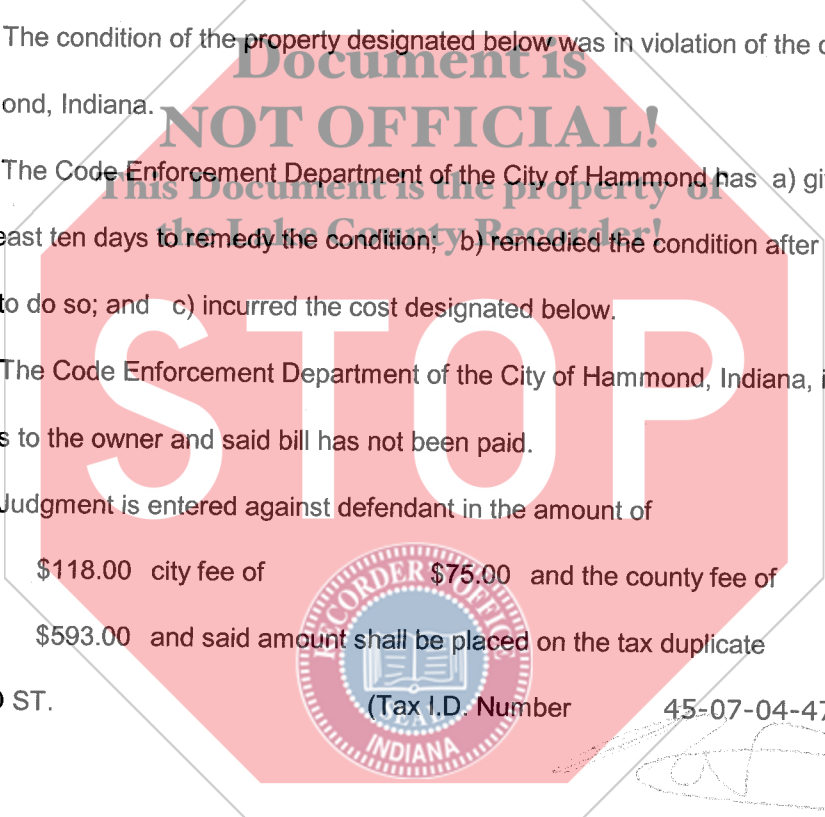 The condition of the property designated below was in violation of the
Document is
ond, Indiana.
NOT OFFICIAL!
The Code Enforcement Department of the City of Hammond has a)
This Document is the property of
east ten days to remedy the condition; b) remedied the condition after
the Lake County Recorder!
to do so; and c) incurred the cost designated below.
STOP
The Code Enforcement Department of the City of Hammond, Indiana,
s to the owner and said bill has not been paid.
Judgment is entered against defendant in the amount of
$118.00 city fee of $75.00 and the county fee of
$593.00 and said amount shall be placed on the tax duplicate
ST. (Tax I.D. Number 45-07-04-47
RECORDER'S OFFICE
SEAL
INDIANA